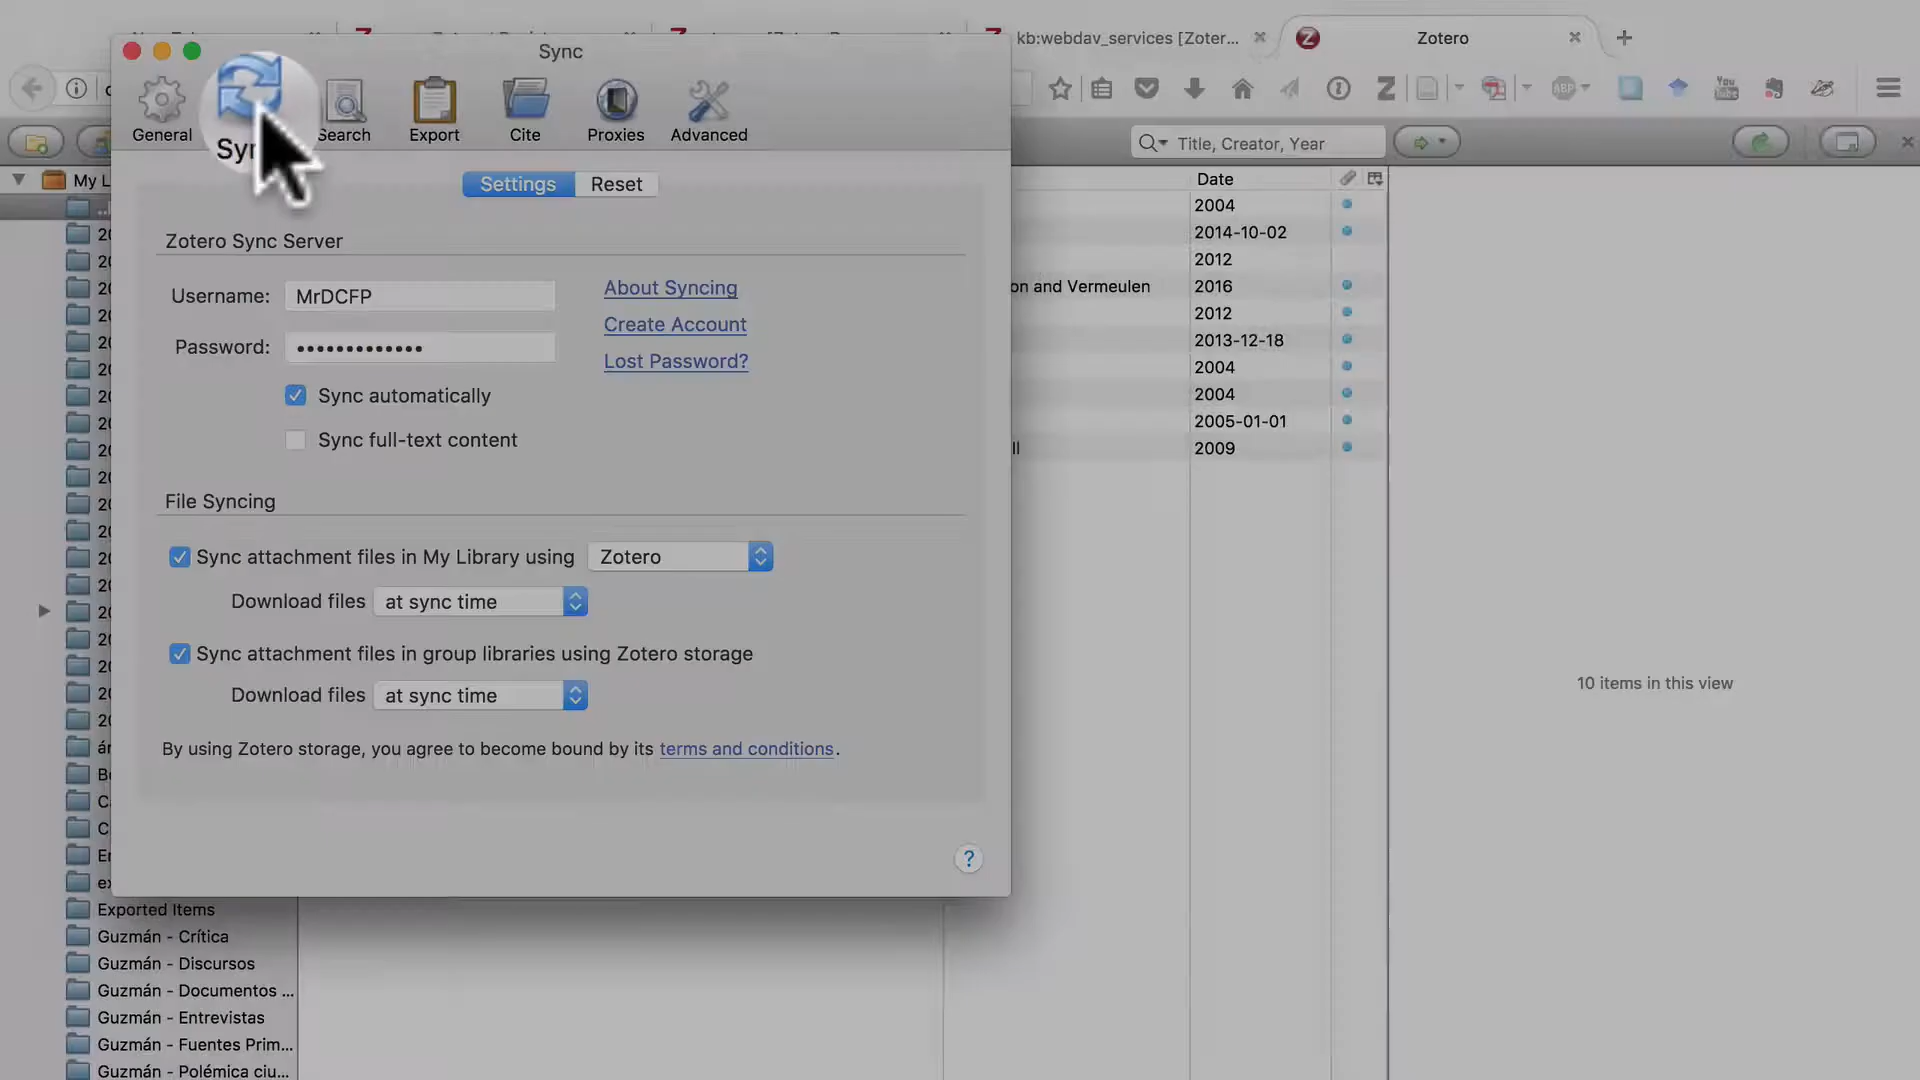 Sync
kb:webdav_services [Zoter...
Zotero
General
Search
Export
Cite
Proxies
Advanced
Title, Creator, Year
Settings
Reset
My L
Date
Zotero Sync Server
Username:
MrDCFP
About Syncing
Create Account
Password:
Lost Password?
Sync automatically
Sync full-text content
File Syncing
Sync attachment files in My Library using
Zotero
Download files
at sync time
Sync attachment files in group libraries using Zotero storage
Download files
at sync time
By using Zotero storage, you agree to become bound by its terms and conditions.
?
2004
2014-10-02
2012
on and Vermeulen
2016
2012
2013-12-18
2004
2004
2005-01-01
ll
2009
10 items in this view
Exported Items
Guzmán - Crítica
Guzmán - Discursos
Guzmán - Documentos ...
Guzmán - Entrevistas
Guzmán - Fuentes Prim...
Guzmán - Polémica ciu...